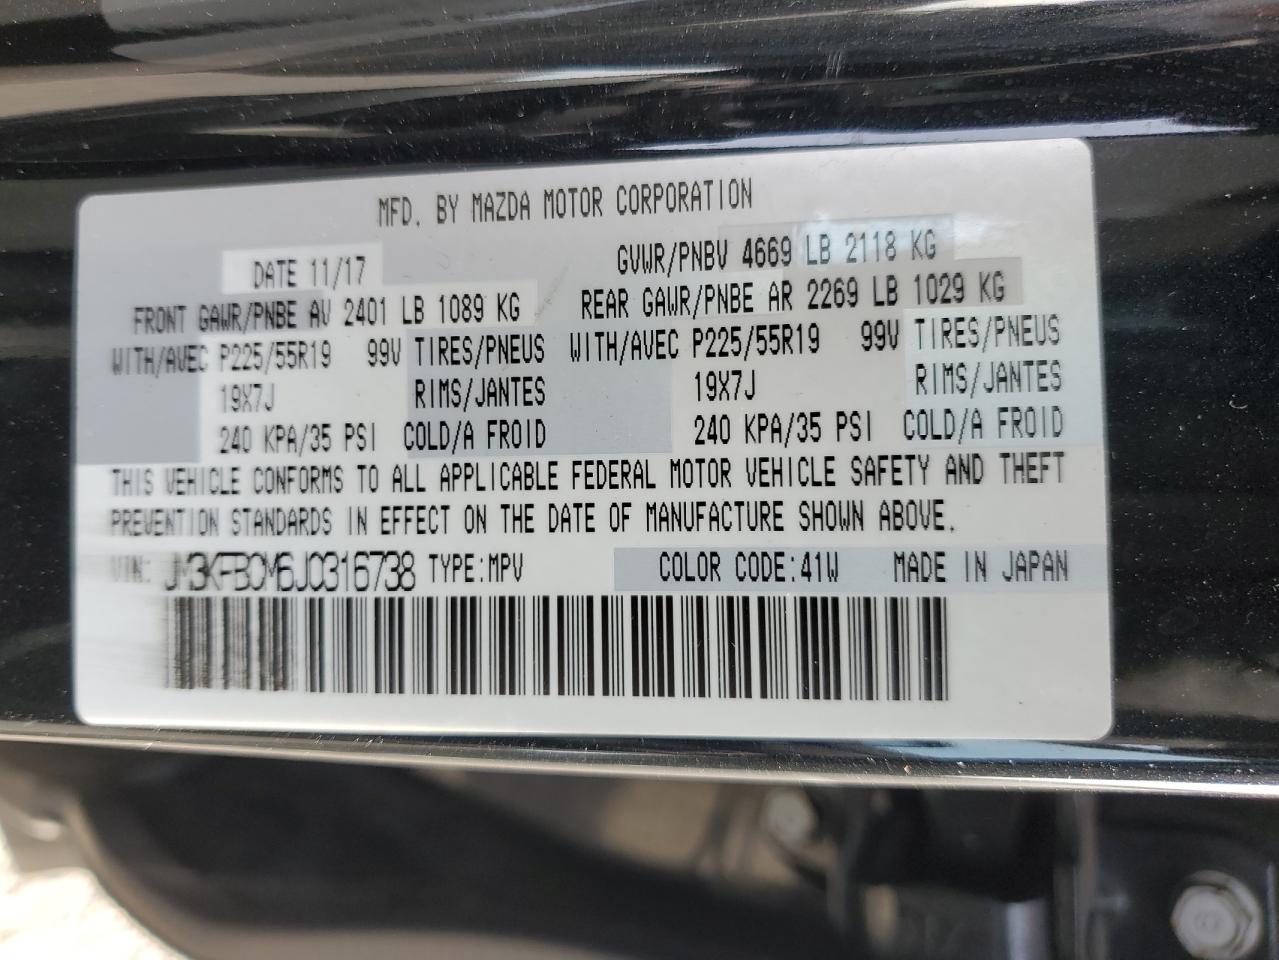 MFD. BY MAZDA MOTOR CORPORATION
DATE 11/17 GVWR/PNBV 4669 LB 2118 KG
FRONT GAWR/PNBE AV 2401 LB 1089 KG REAR GAWR/PNBE AR 2269 LB 1029 KG
WITH/AVEC P225/55R19 99V TIRES/PNEUS WITH/AVEC P225/55R19 99V TIRES/PNEUS
19X7J RIMS/JANTES 19X7J RIMS/JANTES
240 KPA/35 PSI COLD/A FROID 240 KPA/35 PSI COLD/A FROID
THIS VEHICLE CONFORMS TO ALL APPLICABLE FEDERAL MOTOR VEHICLE SAFETY AND THEFT
PREVENTION STANDARDS IN EFFECT ON THE DATE OF MANUFACTURE SHOWN ABOVE.
VIN: JM3KFBCM6J0316738 TYPE:MPV COLOR CODE:41W MADE IN JAPAN